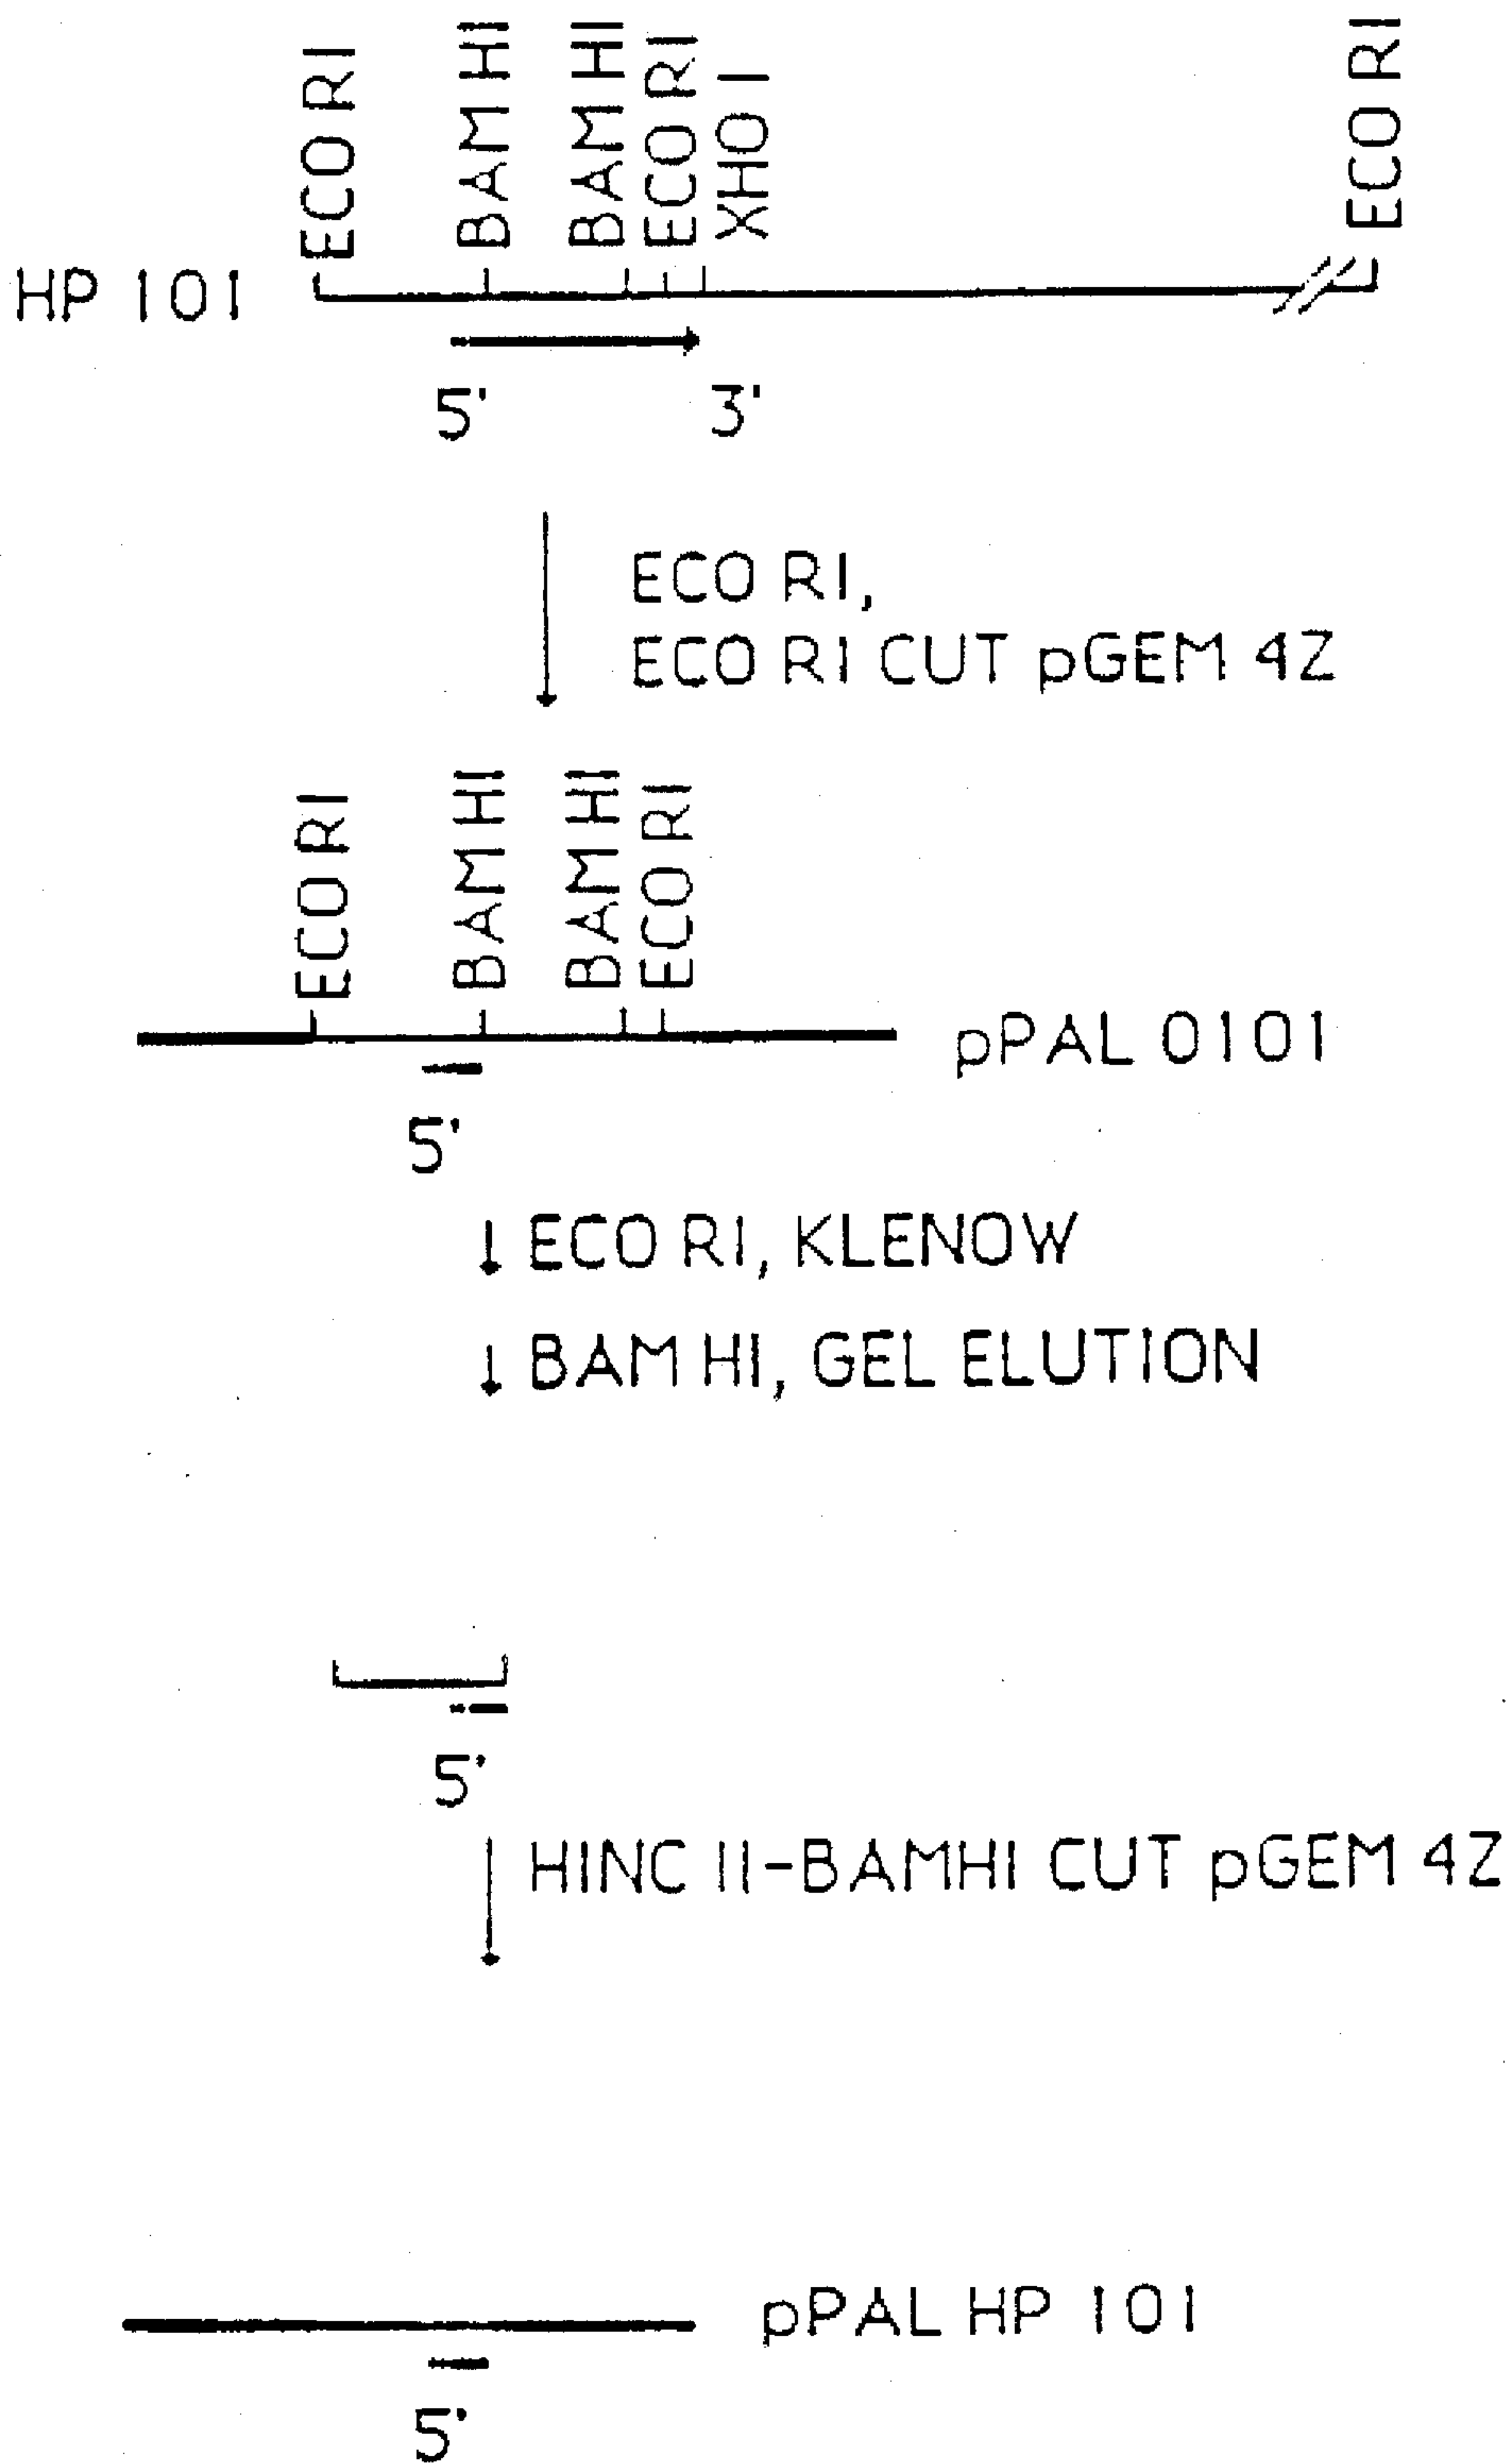 ECO RI
BAM HI
BAM HI
ECO RI
XHO I
ECO RI
HP 101
5'
3'
ECO RI,
ECO RI CUT pGEM 4Z
ECO RI
BAM HI
BAM HI
ECO RI
pPAL 0101
5'
ECO RI, KLENOW
BAM HI, GEL ELUTION
5'
HINC II-BAMHI CUT pGEM 4Z
pPAL HP 101
5'